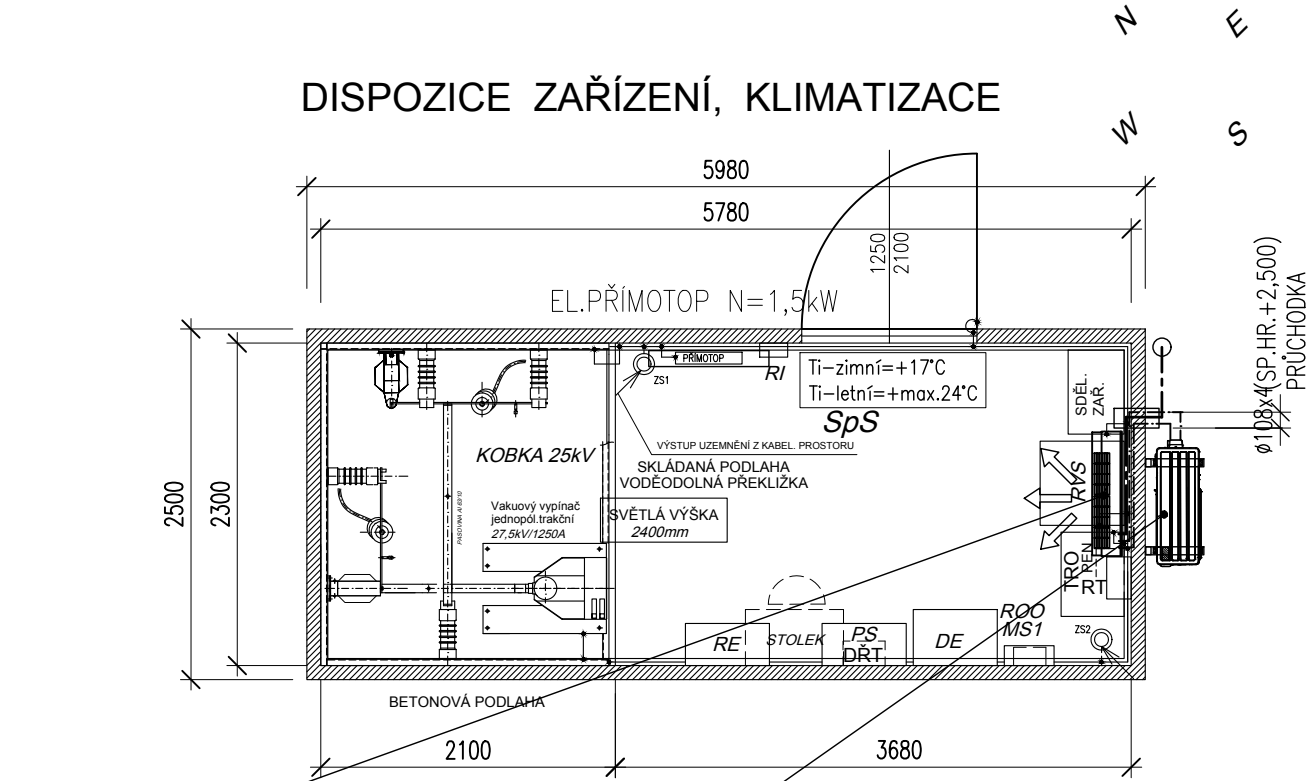 N
E
DISPOZICE ZAŘÍZENÍ, KLIMATIZACE
W
S
5980
5780
1250
2100
ø108x4(SP.HR.+2,500)
PRŮCHODKA
EL.PŘÍMOTOP N=1,5kW
PŘÍMOTOP
ZS1
RI
Ti-zimní=+17°C
Ti-letní=+max.24°C
SDĚL.
ZAŘ.
SpS
VÝSTUP UZEMNĚNÍ Z KABEL. PROSTORU
KOBKA 25kV
SKLÁDANÁ PODLAHA
VODĚODOLNÁ PŘEKLIŽKA
RVS
2500
2300
Vakuový vypínač
jednopól.trakční
27,5kV/1250A
SVĚTLÁ VÝŠKA
2400mm
TRO
REN
RT
ROO
MS1
ZS2
RE
STOLEK
PS
DŘT
DE
BETONOVÁ PODLAHA
2100
3680